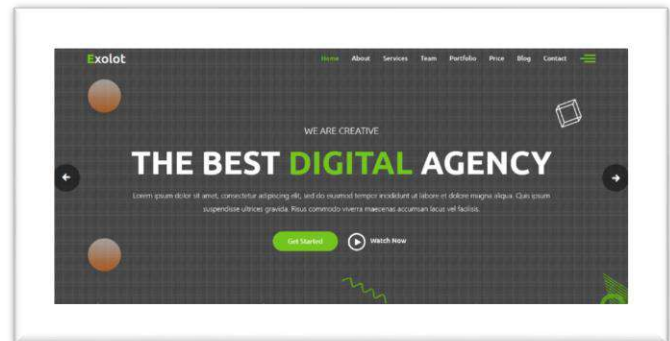 Exolot
Home About Services Team Portfolio Price Blog Contact
WE ARE CREATIVE
THE BEST DIGITAL AGENCY
Lorem ipsum dolor sit amet, consectetur adipiscing elit, sed do eiusmod tempor incididunt ut labore et dolore magna aliqua. Quis ipsum
suspendisse ultrices gravida. Risus commodo viverra maecenas accumsan lacus vel facilisis.
Get Started Watch Now